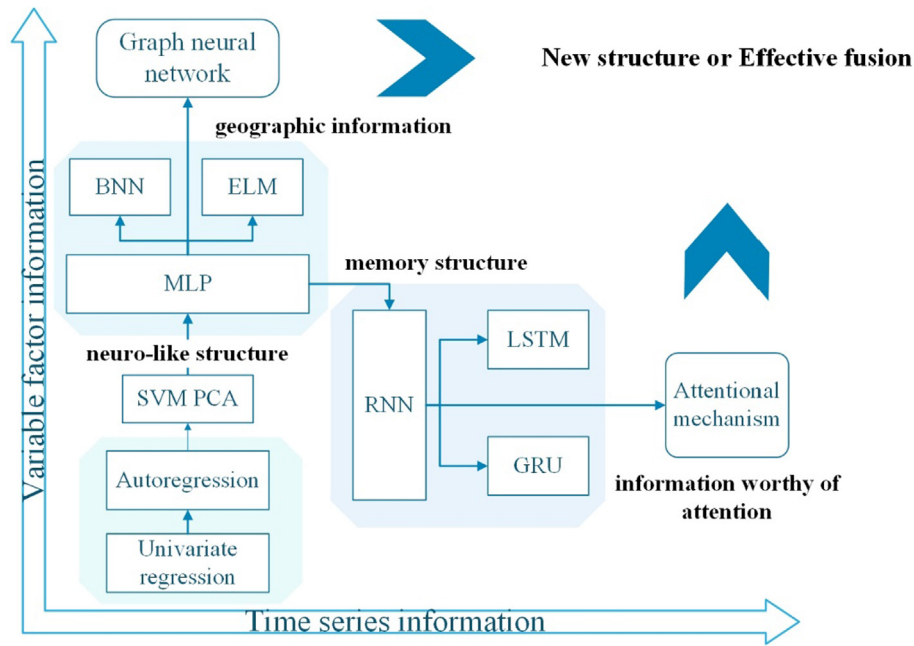 Graph neural
network
New structure or Effective fusion
geographic information
BNN
ELM
MLP
memory structure
neuro-like structure
SVM PCA
RNN
LSTM
GRU
Attentional
mechanism
information worthy of
attention
Autoregression
Univariate
regression
Variable factor information
Time series information